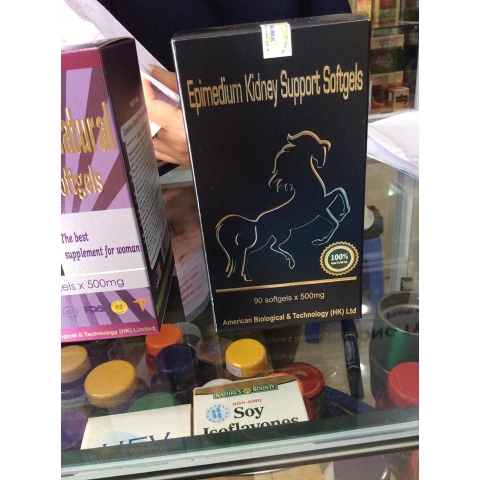 Epimedium Kidney Support Softgels
100%
NATURAL
90 softgels x 500mg
American Biological & Technology (HK) Ltd
atural
oftgels
The best
supplement for woman
gels x 500mg
FDA
l & Technology (HK) Limited
NATURE'S BOUNTY
NON-GMO
Soy
Isoflavones